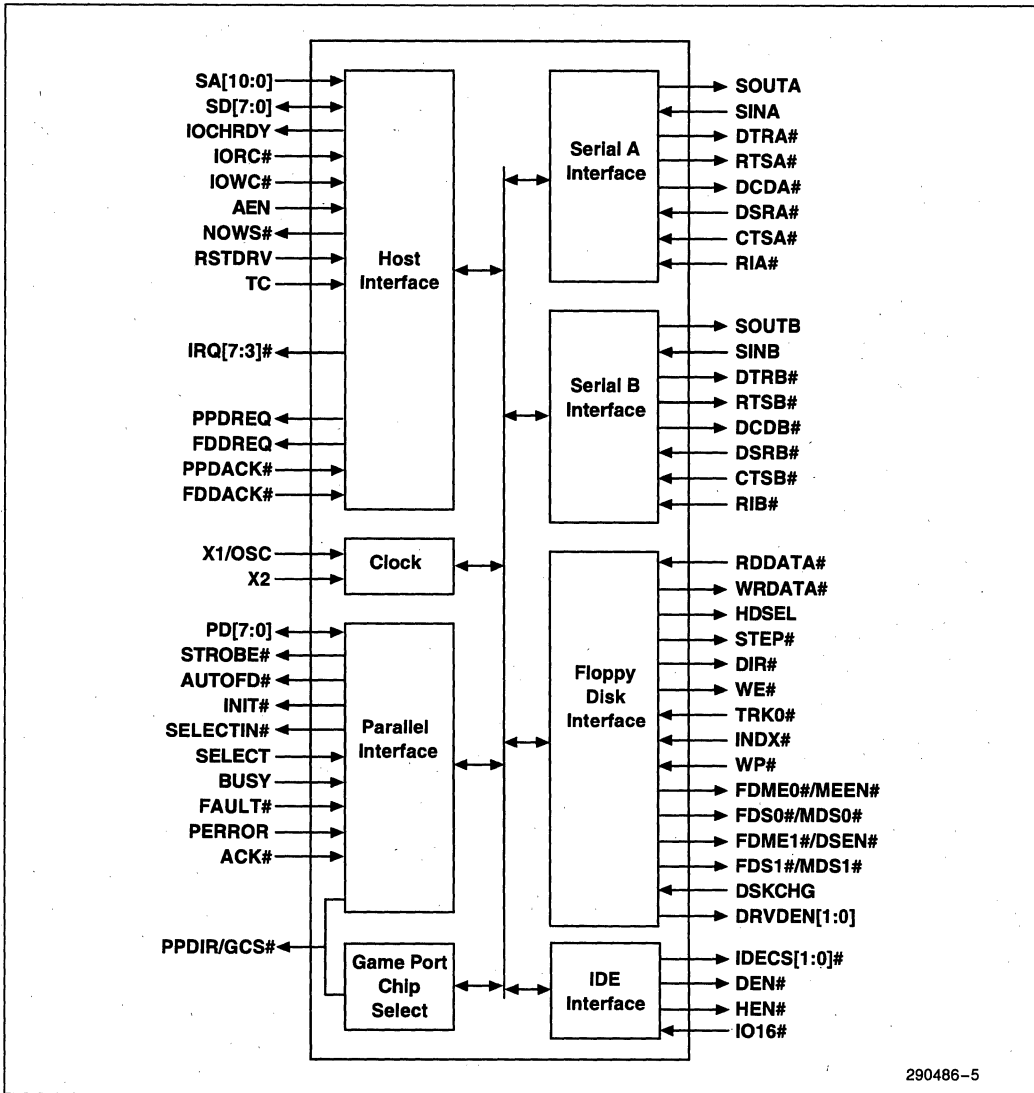 SA[10:0]
SD[7:0]
IOCHRDY
IORC#
IOWC#
AEN
NOWS#
RSTDRV
TC
IRQ[7:3]#
PPDREQ
FDDREQ
PPDACK#
FDDACK#
Host
Interface
X1/OSC
X2
Clock
PD[7:0]
STROBE#
AUTOFD#
INIT#
SELECTIN#
SELECT
BUSY
FAULT#
PERROR
ACK#
Parallel
Interface
PPDIR/GCS#
Game Port
Chip
Select
Serial A
Interface
SOUTA
SINA
DTRA#
RTSA#
DCDA#
DSRA#
CTSA#
RIA#
Serial B
Interface
SOUTB
SINB
DTRB#
RTSB#
DCDB#
DSRB#
CTSB#
RIB#
Floppy
Disk
Interface
RDDATA#
WRDATA#
HDSEL
STEP#
DIR#
WE#
TRK0#
INDX#
WP#
FDME0#/MEEN#
FDS0#/MDS0#
FDME1#/DSEN#
FDS1#/MDS1#
DSKCHG
DRVDEN[1:0]
IDE
Interface
IDECS[1:0]#
DEN#
HEN#
IO16#
290486–5